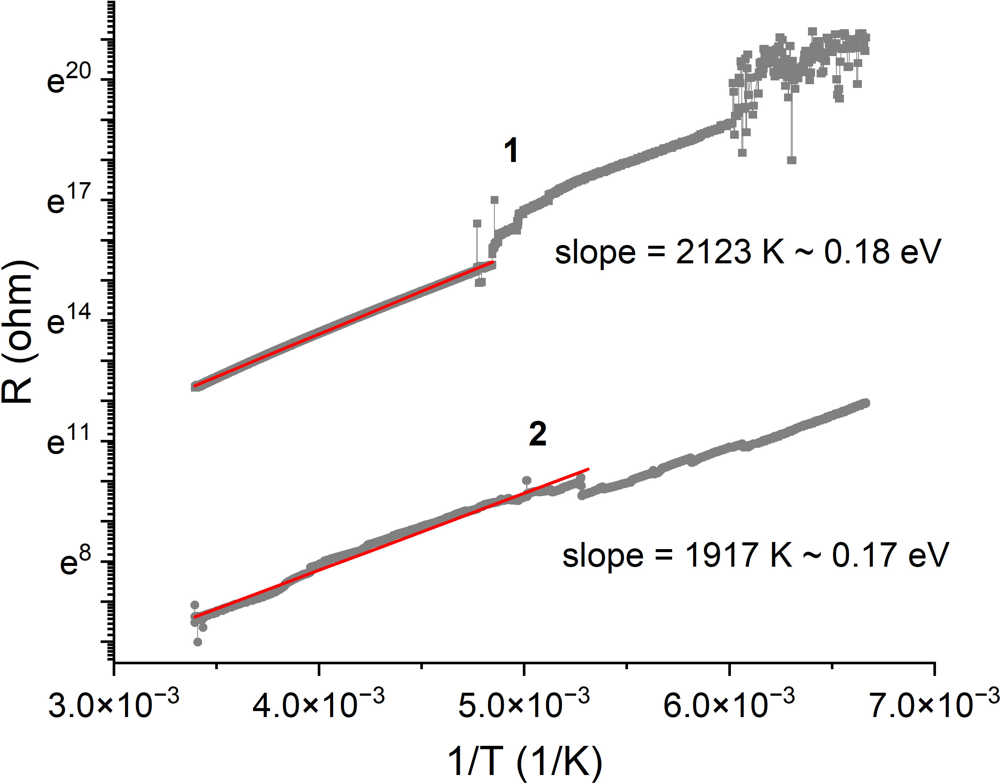 R (ohm)
e²⁰
e¹⁷
e¹⁴
e¹¹
e⁸
1
slope = 2123 K ~ 0.18 eV
2
slope = 1917 K ~ 0.17 eV
3.0×10⁻³ 4.0×10⁻³ 5.0×10⁻³ 6.0×10⁻³ 7.0×10⁻³
1/T (1/K)